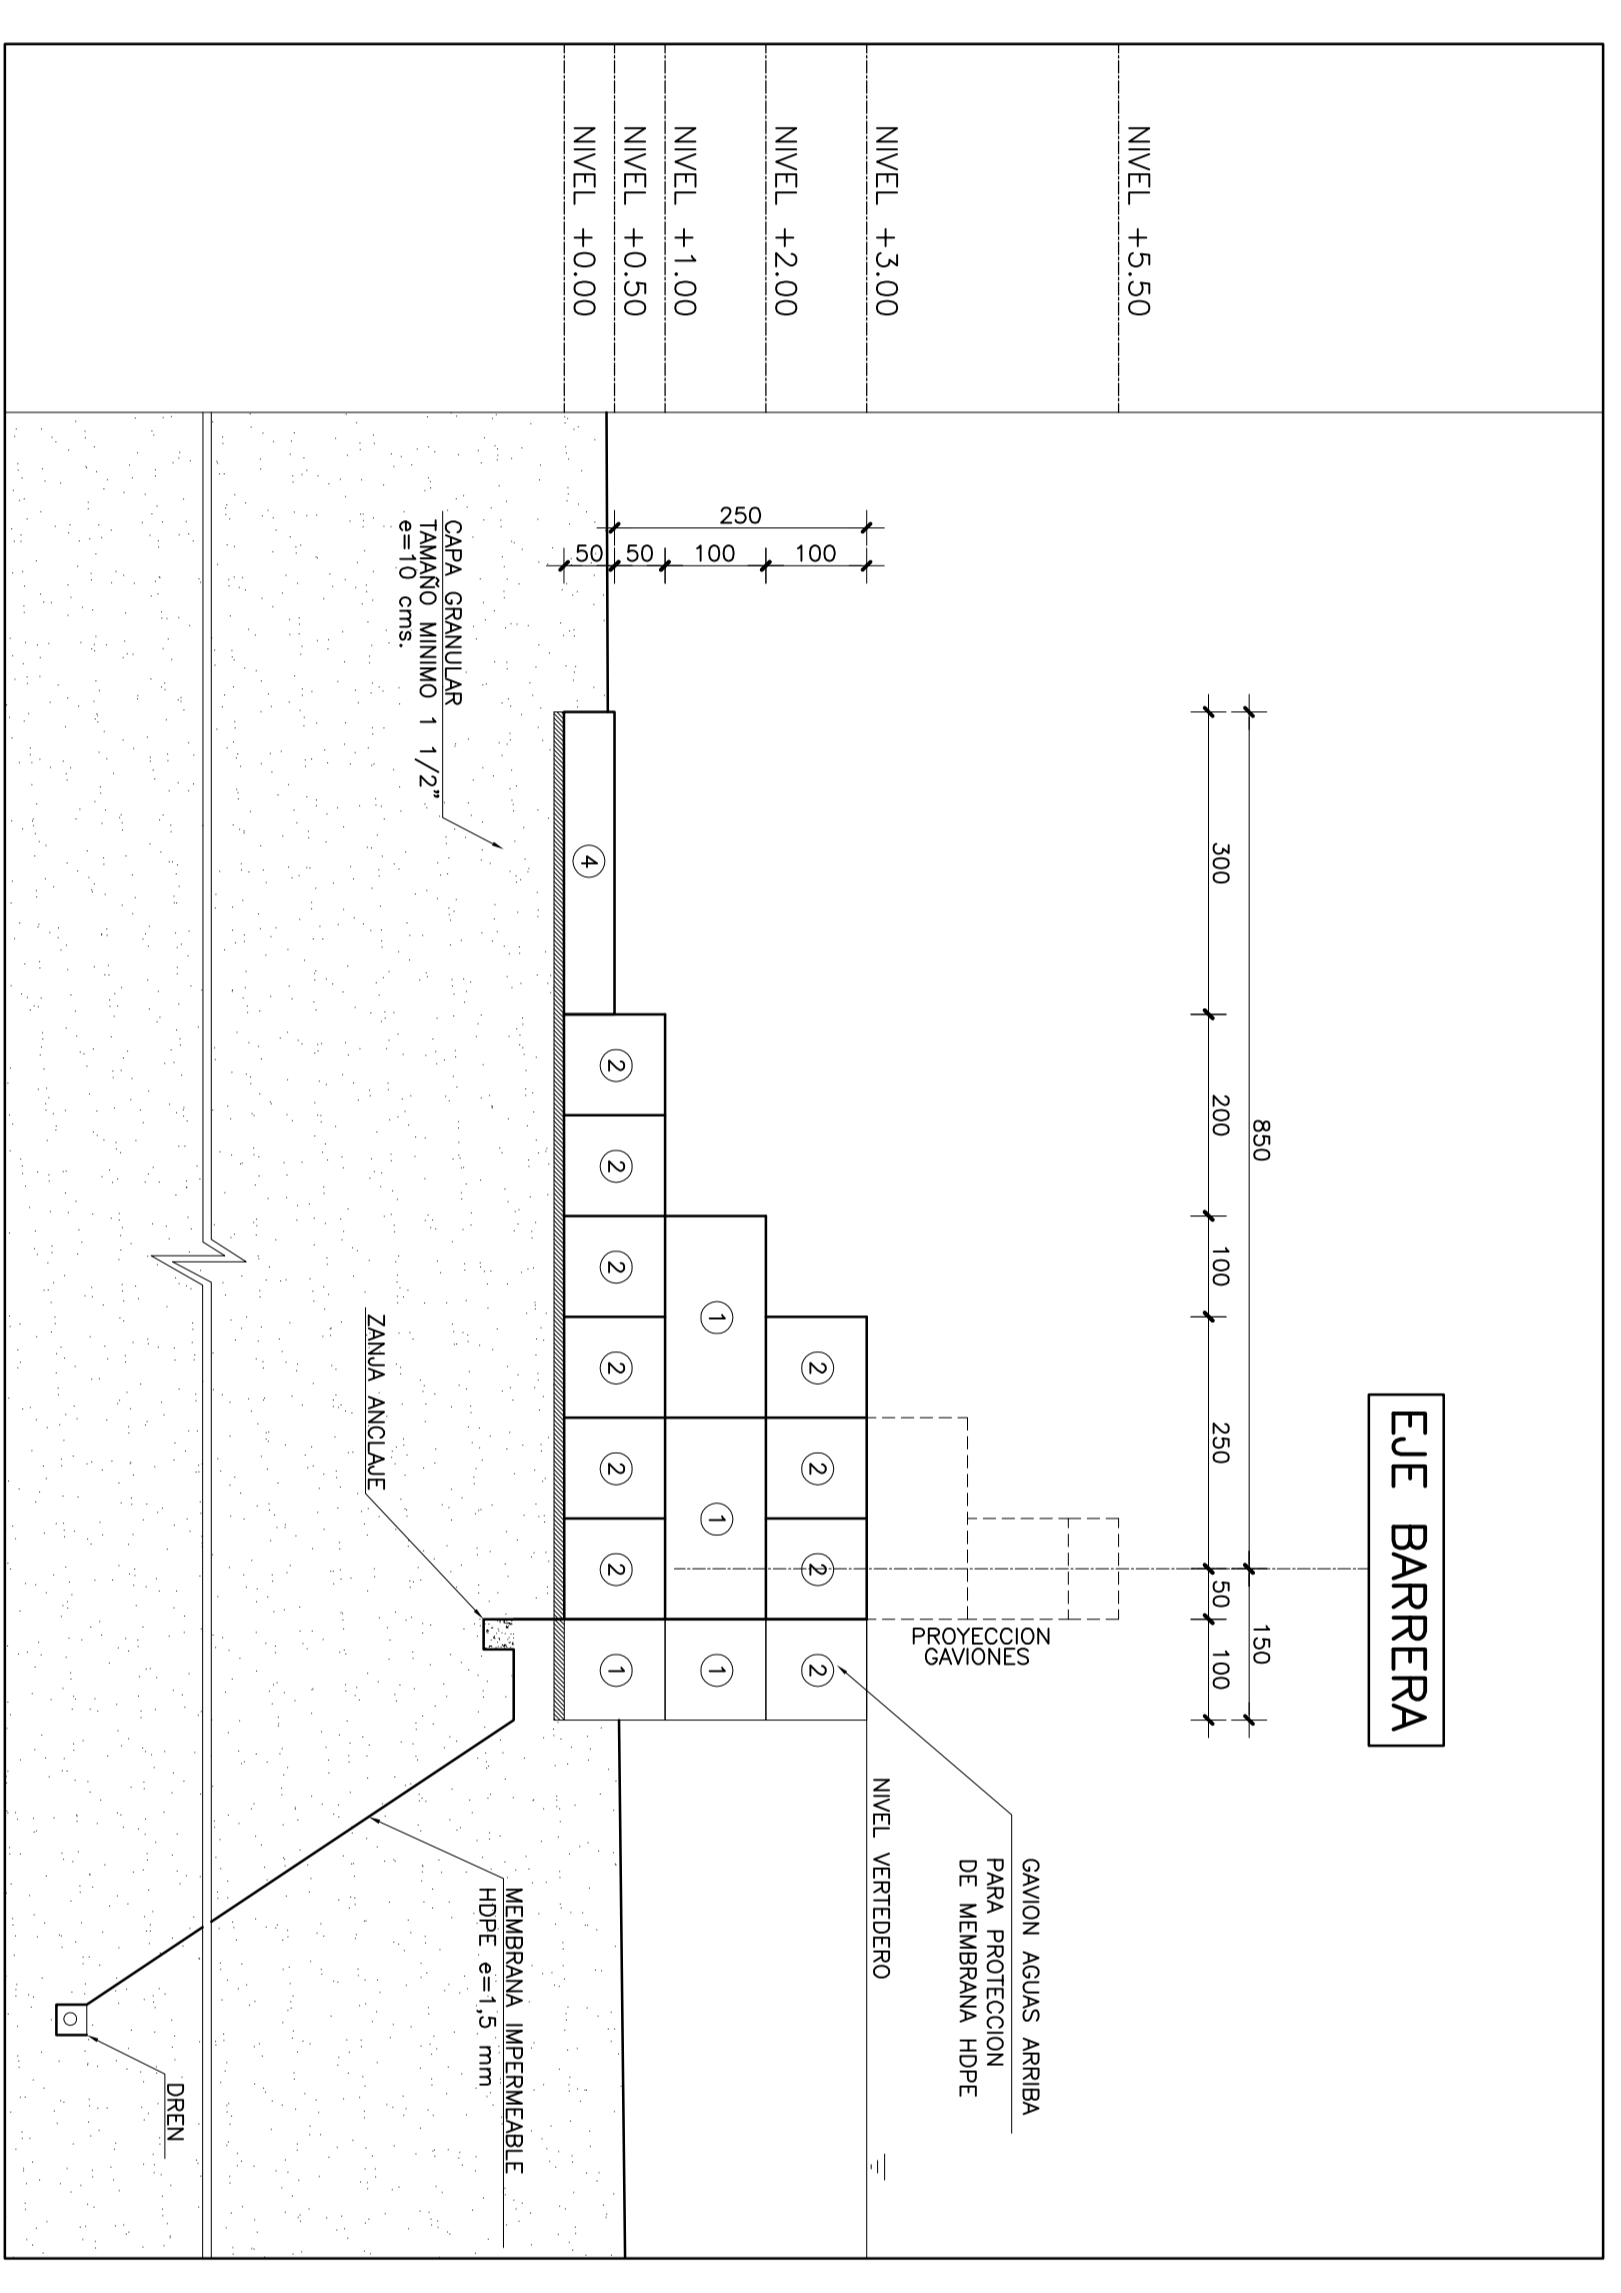 EJE BARRERA
850 150
300 200 100 250 50 100
NIVEL +5.50
GAVION AGUAS ARRIBA
PARA PROTECCION
DE MEMBRANA HDPE
PROYECCION
GAVIONES
NIVEL +3.00
NIVEL VERTEDERO
NIVEL +2.00
NIVEL +1.00
NIVEL +0.50
NIVEL +0.00
250
100
100
50
50
2 2 2 2
1 1 1
2 2 2 2 2 2 1
4
CAPA GRANULAR
TAMAÑO MINIMO 1 1/2"
e=10 cms.
ZANJA ANCLAJE
MEMBRANA IMPERMEABLE
HDPE e=1,5 mm
DREN